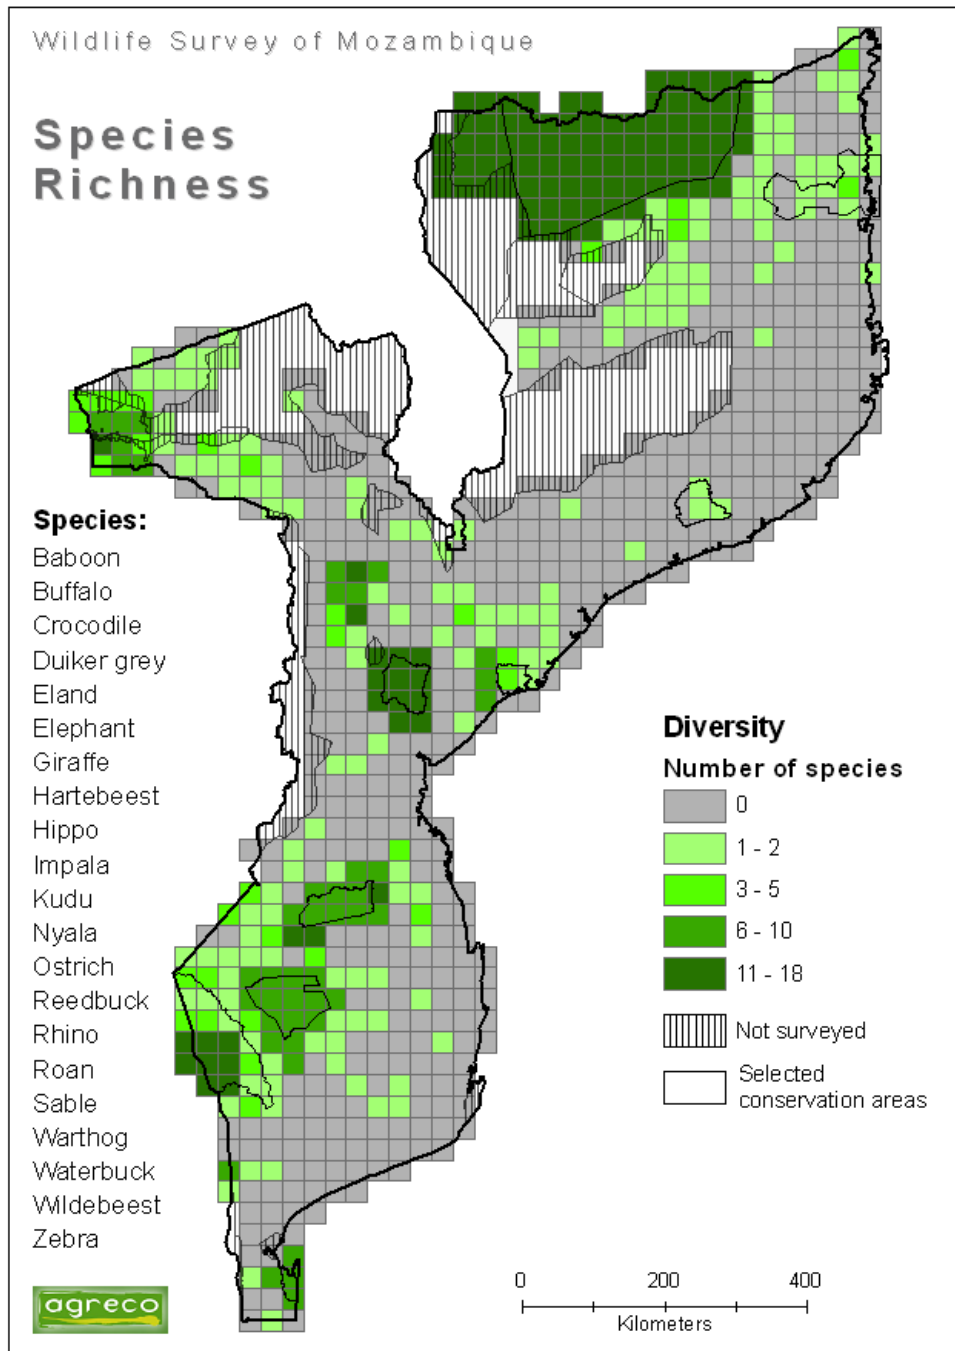 Wildlife Survey of Mozambique
Species
Richness
Species:
Baboon
Buffalo
Crocodile
Duiker grey
Eland
Elephant
Giraffe
Hartebeest
Hippo
Impala
Kudu
Nyala
Ostrich
Reedbuck
Rhino
Roan
Sable
Warthog
Waterbuck
Wildebeest
Zebra
agreco
Diversity
Number of species
0
1 - 2
3 - 5
6 - 10
11 - 18
Not surveyed
Selected
conservation areas
0 200 400
Kilometers